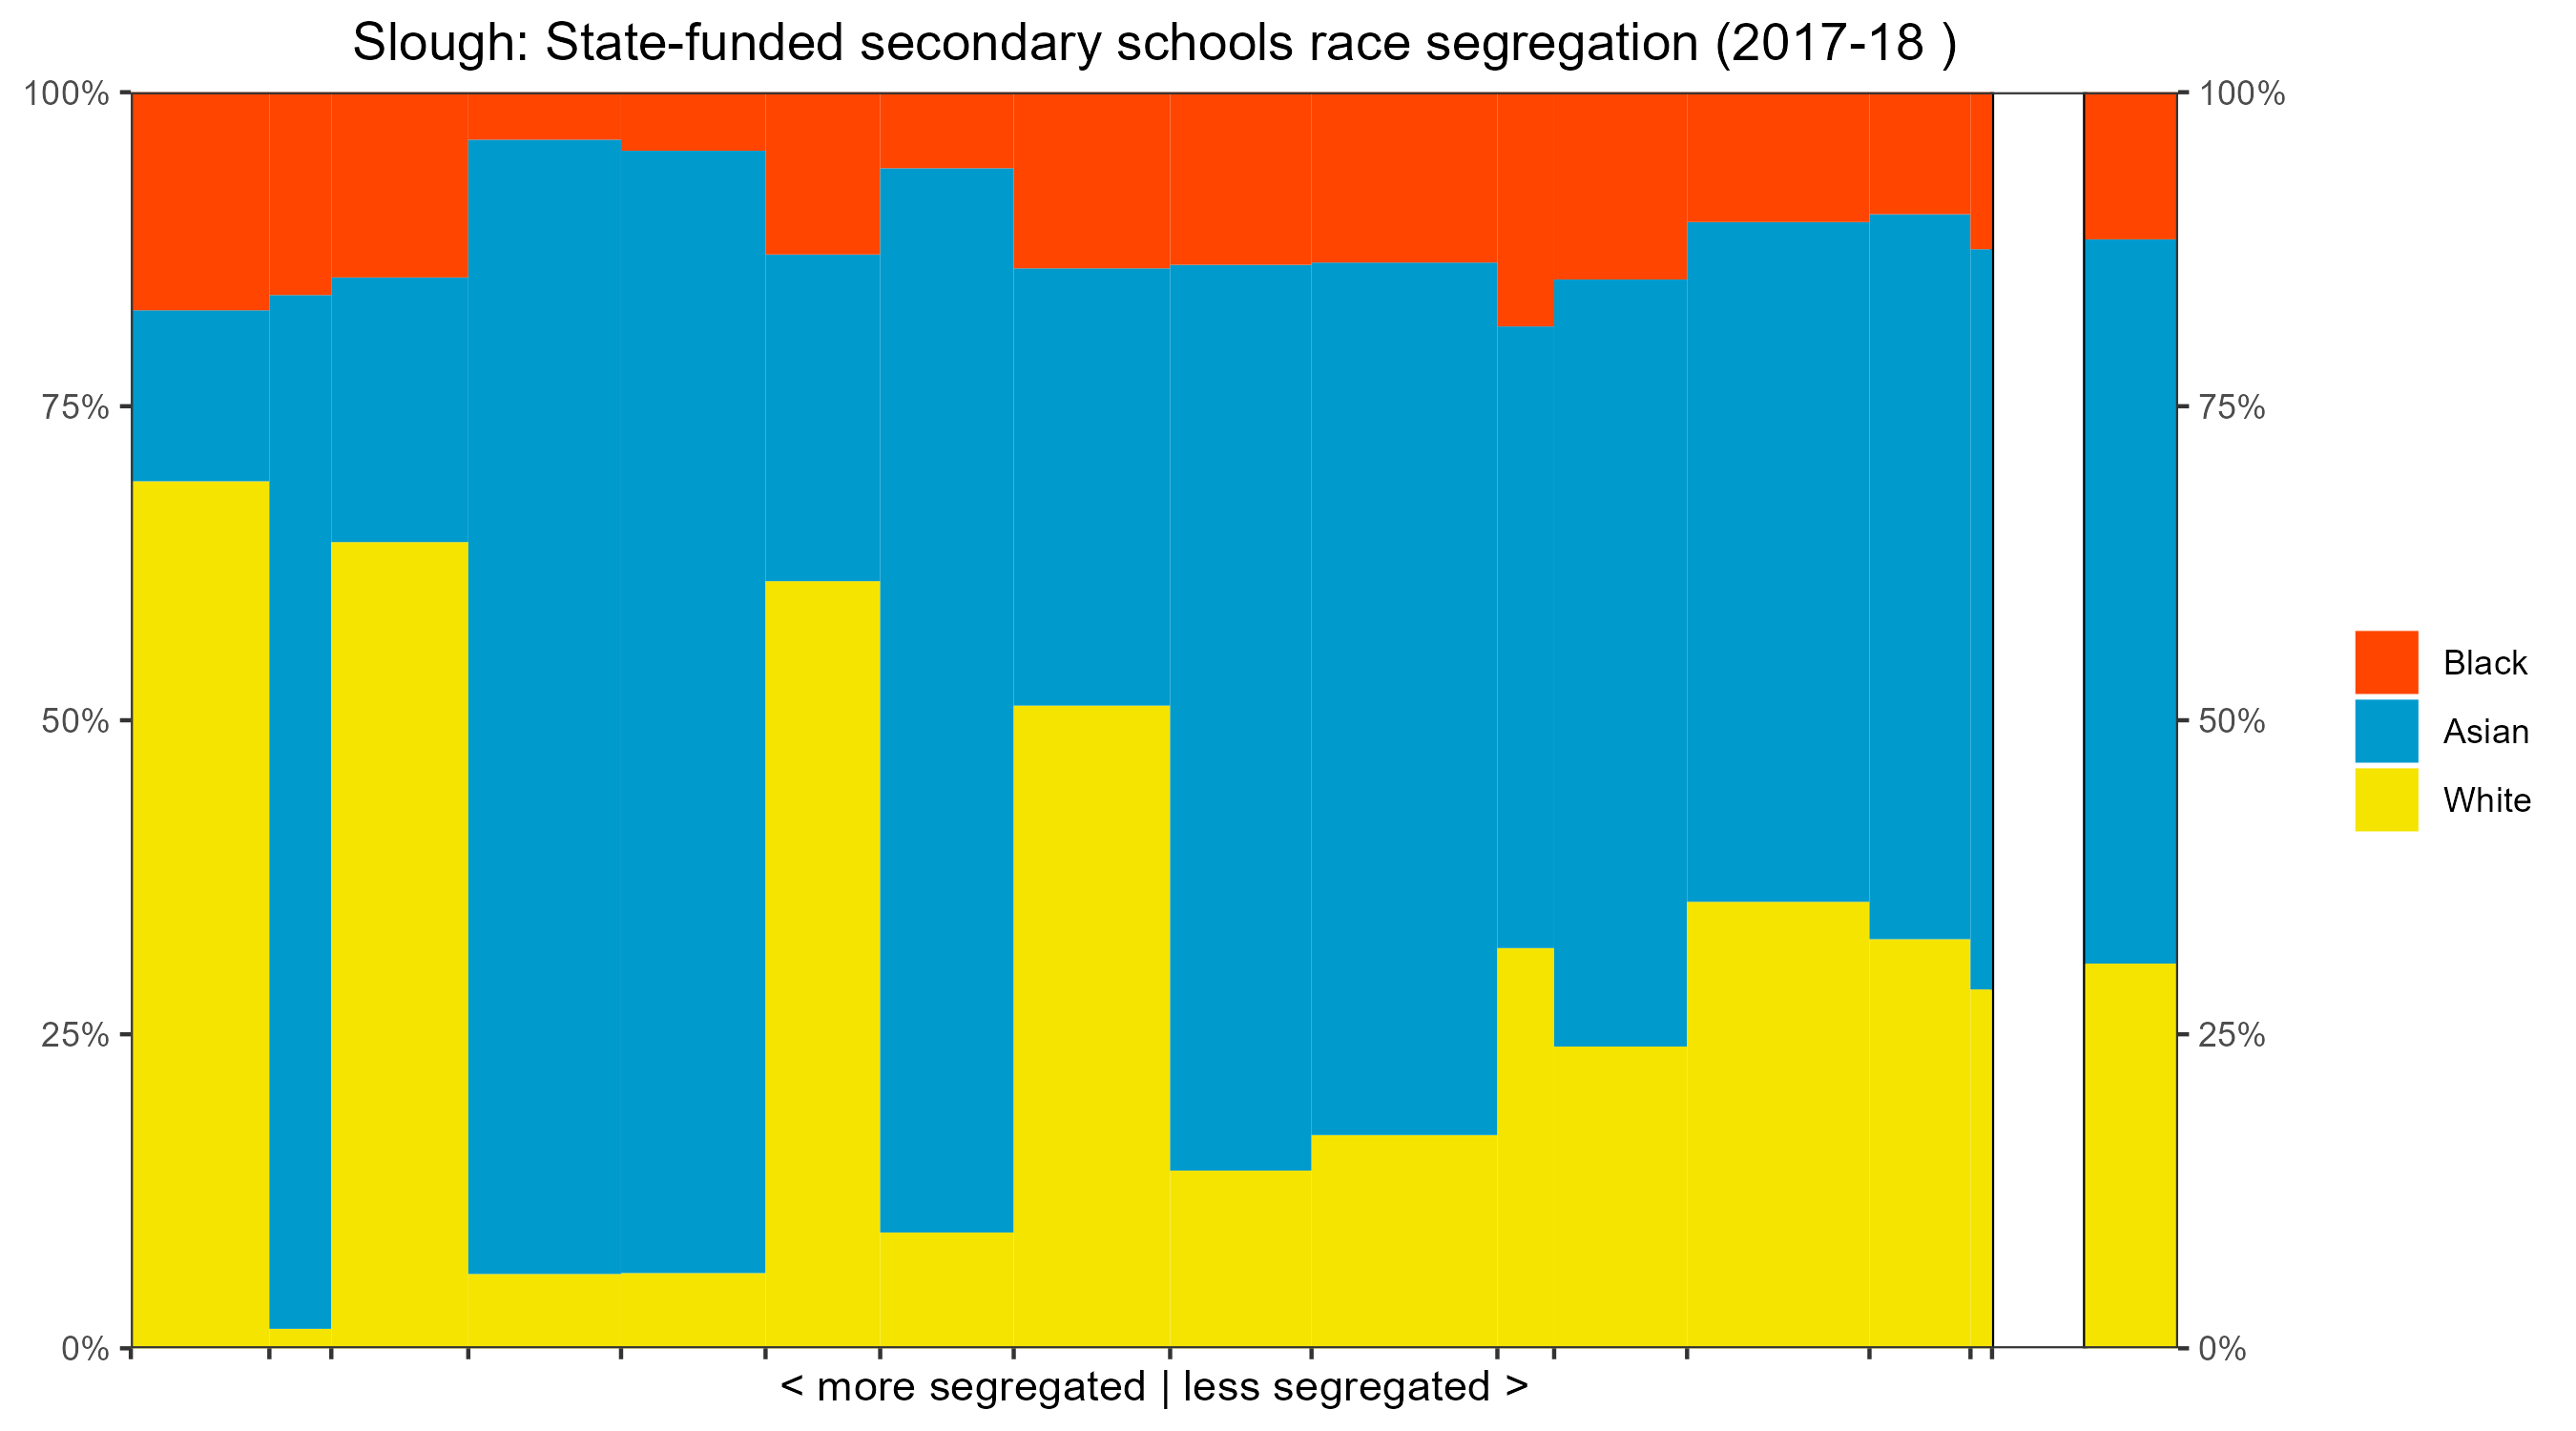 Slough: State-funded secondary schools race segregation (2017-18 )
100%
100%
75%
75%
50%
50%
25%
25%
0%
0%
Black
Asian
White
< more segregated | less segregated >